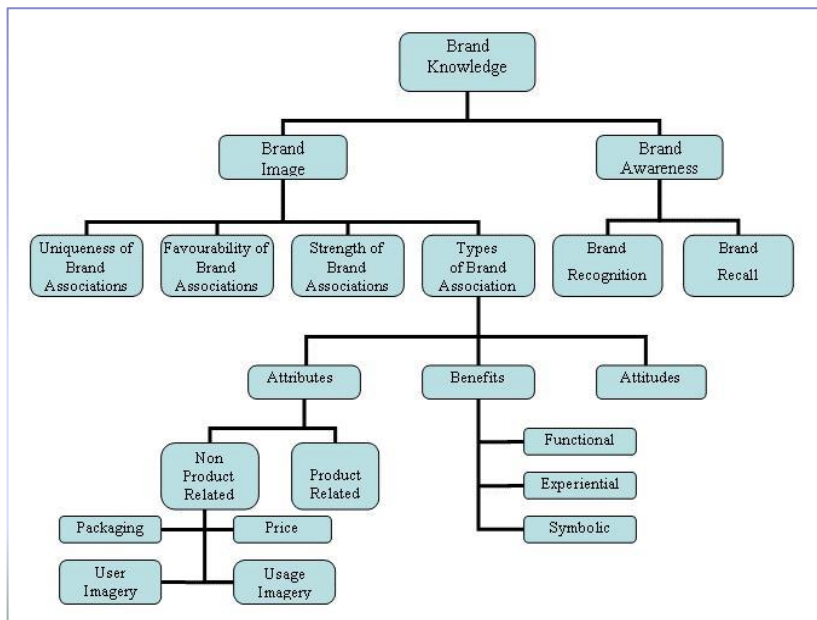 Brand
Knowledge
Brand
Image
Brand
Awareness
Uniqueness of
Brand
Associations
Favourability of
Brand
Associations
Strength of
Brand
Associations
Types
of Brand
Association
Brand
Recognition
Brand
Recall
Attributes
Benefits
Attitudes
Non
Product
Related
Product
Related
Functional
Experiential
Symbolic
Packaging
Price
User
Imagery
Usage
Imagery